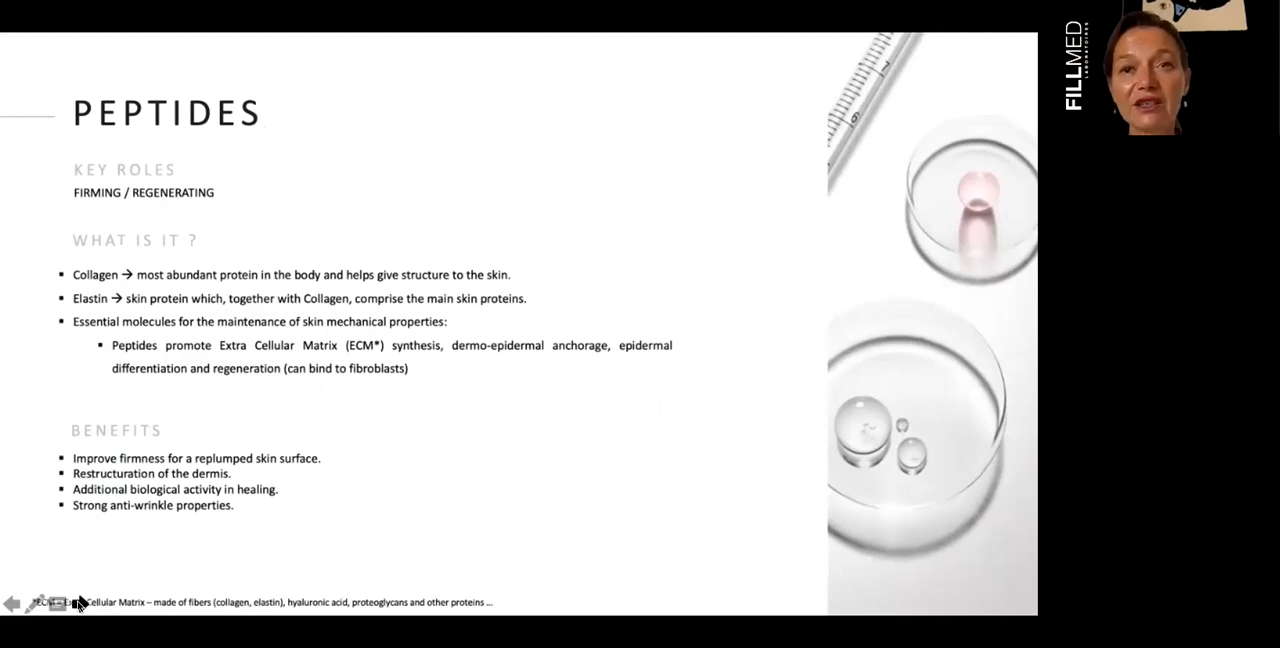 PEPTIDES
KEY ROLES
FIRMING / REGENERATING
WHAT IS IT ?
▪ Collagen → most abundant protein in the body and helps give structure to the skin.
▪ Elastin → skin protein which, together with Collagen, comprise the main skin proteins.
▪ Essential molecules for the maintenance of skin mechanical properties:
▪ Peptides promote Extra Cellular Matrix (ECM*) synthesis, dermo-epidermal anchorage, epidermal
differentiation and regeneration (can bind to fibroblasts)
BENEFITS
▪ Improve firmness for a replumped skin surface.
▪ Restructuration of the dermis.
▪ Additional biological activity in healing.
▪ Strong anti-wrinkle properties.
Cellular Matrix – made of fibers (collagen, elastin), hyaluronic acid, proteoglycans and other proteins ...
7
6
FILLMED
LABORATOIRES